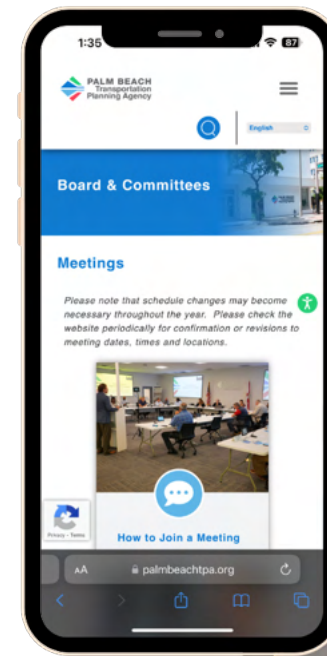 1:35
87
PALM BEACH
Transportation
Planning Agency
English
Board & Committees
Meetings
Please note that schedule changes may become
necessary throughout the year. Please check the
website periodically for confirmation or revisions to
meeting dates, times and locations.
How to Join a Meeting
Privacy - Terms
AA
palmbeachtpa.org